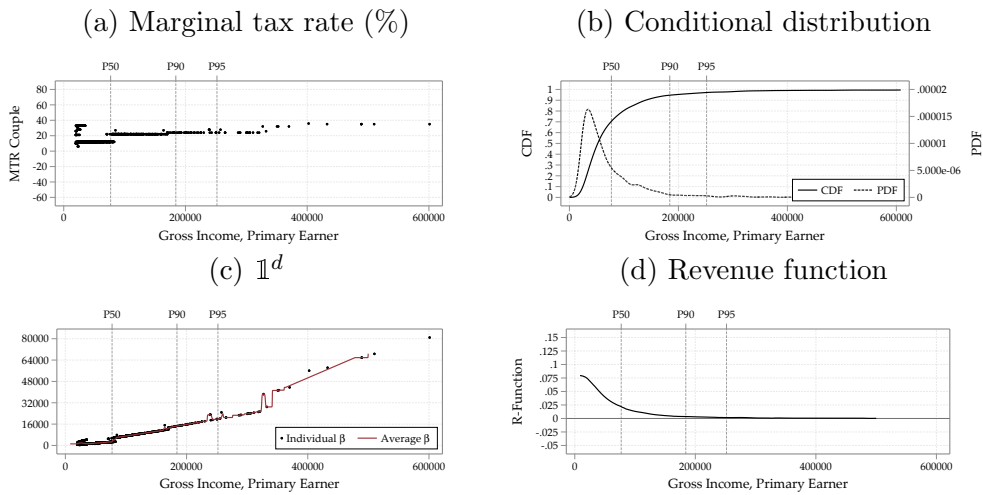 (a) Marginal tax rate (%)
P50 P90 P95
80
60
40
20
0
-20
-40
-60
MTR Couple
0 200000 400000 600000
Gross Income, Primary Earner
(b) Conditional distribution
P50 P90 P95
1
.9
.8
.7
.6
.5
.4
.3
.2
.1
0
CDF
.00002
.000015
.00001
5.000e-06
0
PDF
CDF PDF
0 200000 400000 600000
Gross Income, Primary Earner
(c) 𝟙ᵈ
P50 P90 P95
80000
64000
48000
32000
16000
0
Individual β Average β
0 200000 400000 600000
Gross Income, Primary Earner
(d) Revenue function
P50 P90 P95
.15
.125
.1
.075
.05
.025
0
-.025
-.05
R-Function
0 200000 400000 600000
Gross Income, Primary Earner